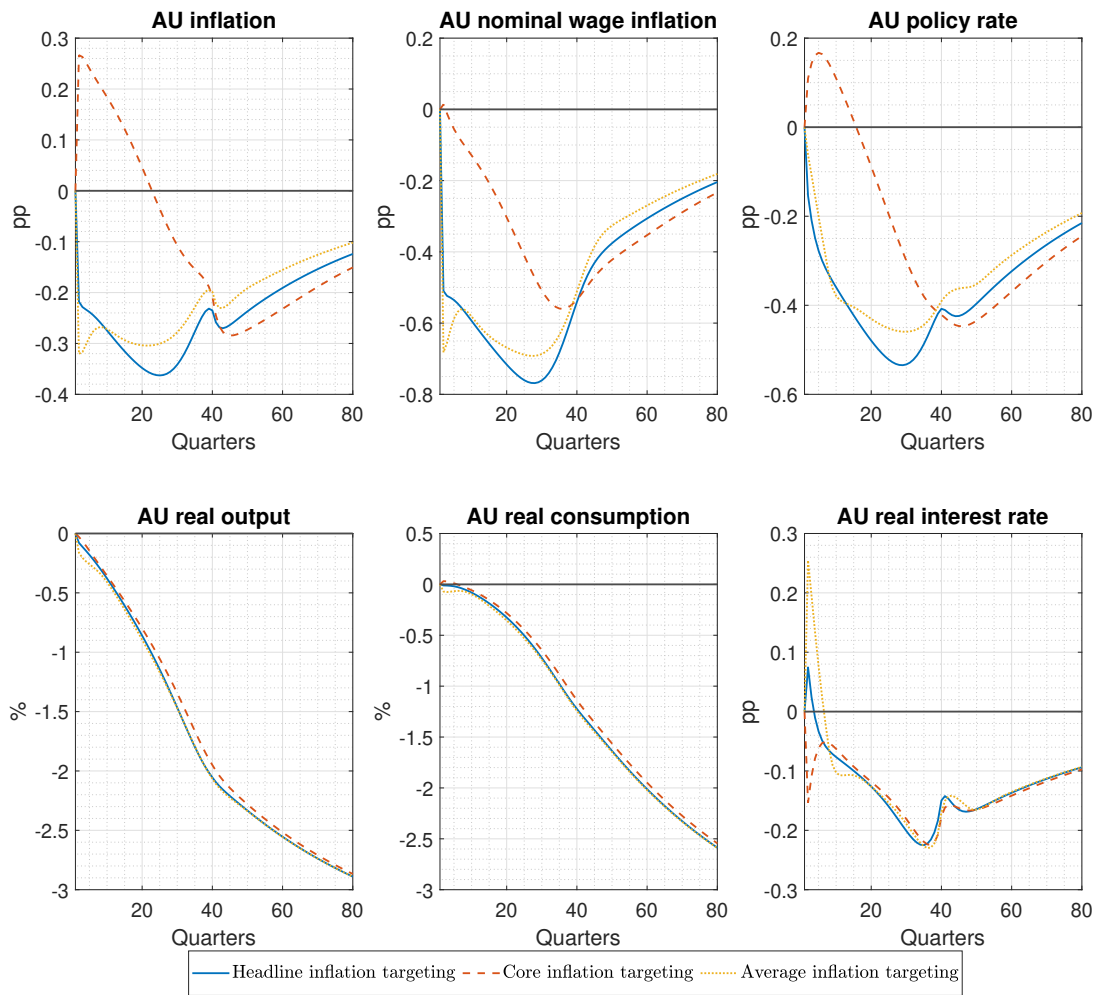 AU inflation
0.3
0.2
0.1
0
-0.1
-0.2
-0.3
-0.4
pp
20 40 60 80
Quarters
AU nominal wage inflation
0.2
0
-0.2
-0.4
-0.6
-0.8
pp
20 40 60 80
Quarters
AU policy rate
0.2
0
-0.2
-0.4
-0.6
pp
20 40 60 80
Quarters
AU real output
0
-0.5
-1
-1.5
-2
-2.5
-3
%
20 40 60 80
Quarters
AU real consumption
0.5
0
-0.5
-1
-1.5
-2
-2.5
-3
%
20 40 60 80
Quarters
AU real interest rate
0.3
0.2
0.1
0
-0.1
-0.2
-0.3
pp
20 40 60 80
Quarters
Headline inflation targeting Core inflation targeting Average inflation targeting